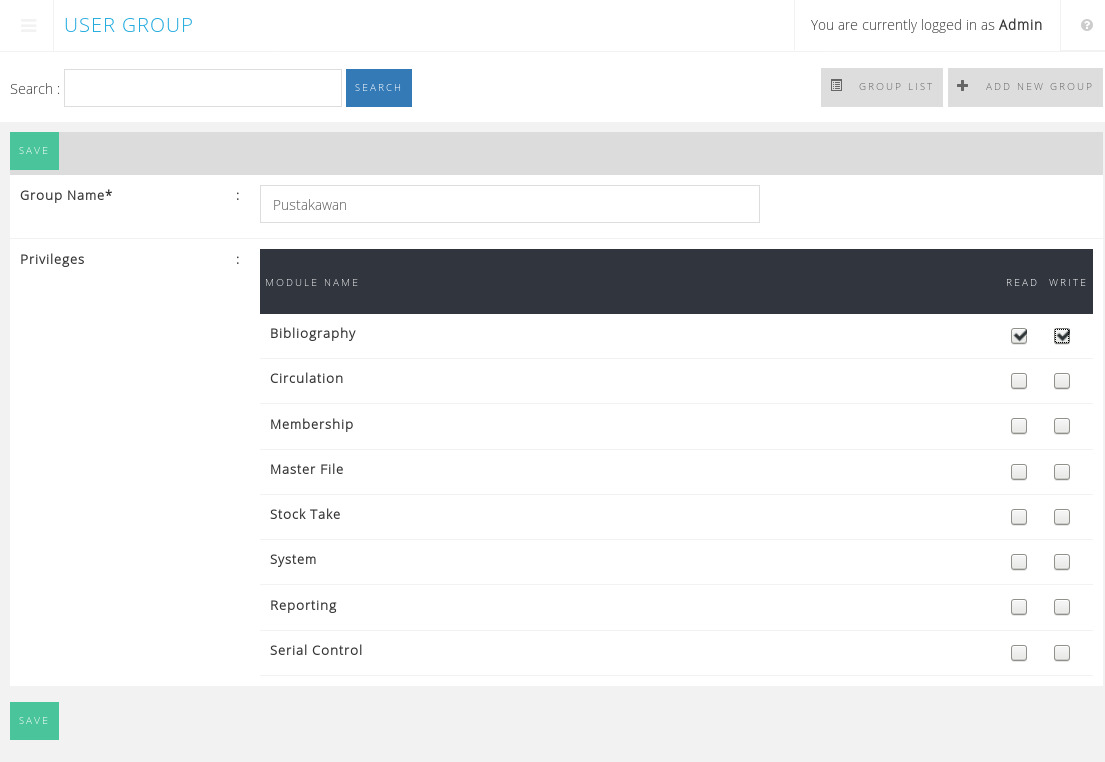 USER GROUP
You are currently logged in as Admin
Search :
SEARCH
GROUP LIST
ADD NEW GROUP
SAVE
Group Name* : Pustakawan
Privileges :
MODULE NAME READ WRITE
Bibliography
Circulation
Membership
Master File
Stock Take
System
Reporting
Serial Control
SAVE